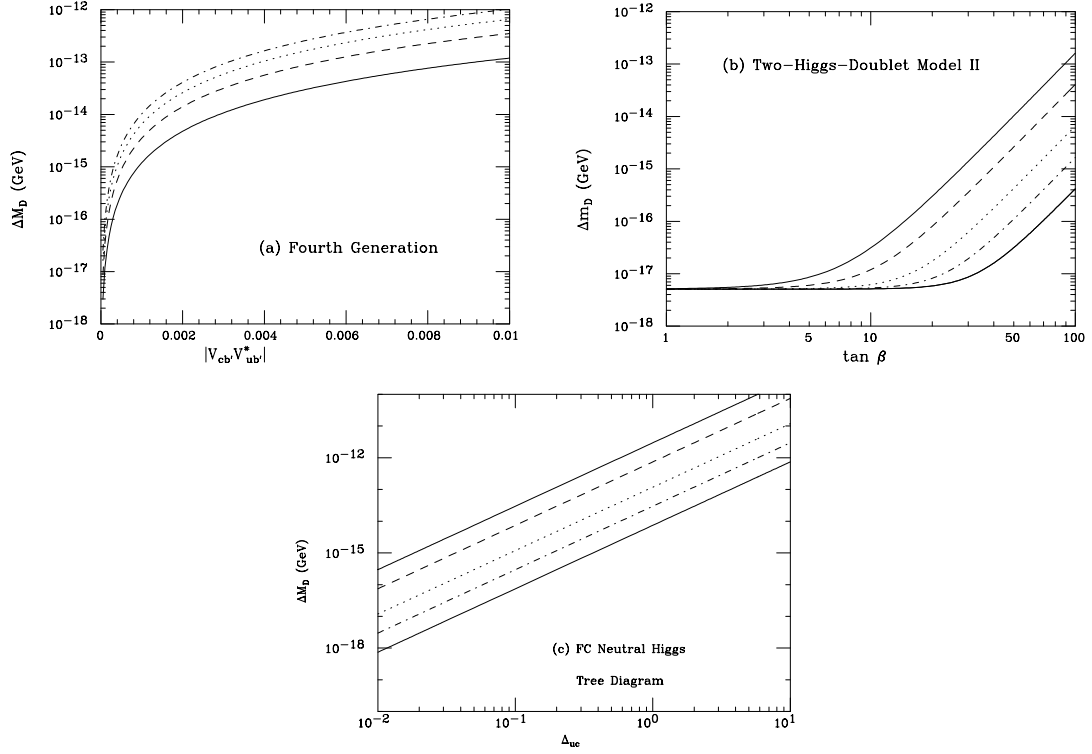 10⁻¹²
10⁻¹³
10⁻¹⁴
10⁻¹⁵
10⁻¹⁶
10⁻¹⁷
10⁻¹⁸
ΔM_D (GeV)
(a) Fourth Generation
0 0.002 0.004 0.006 0.008 0.01
|V_cb′V*_ub′|
10⁻¹²
10⁻¹³
10⁻¹⁴
10⁻¹⁵
10⁻¹⁶
10⁻¹⁷
10⁻¹⁸
Δm_D (GeV)
(b) Two-Higgs-Doublet Model II
1 5 10 50 100
tan β
10⁻¹²
10⁻¹⁵
10⁻¹⁸
ΔM_D (GeV)
(c) FC Neutral Higgs
Tree Diagram
10⁻² 10⁻¹ 10⁰ 10¹
Δ_uc